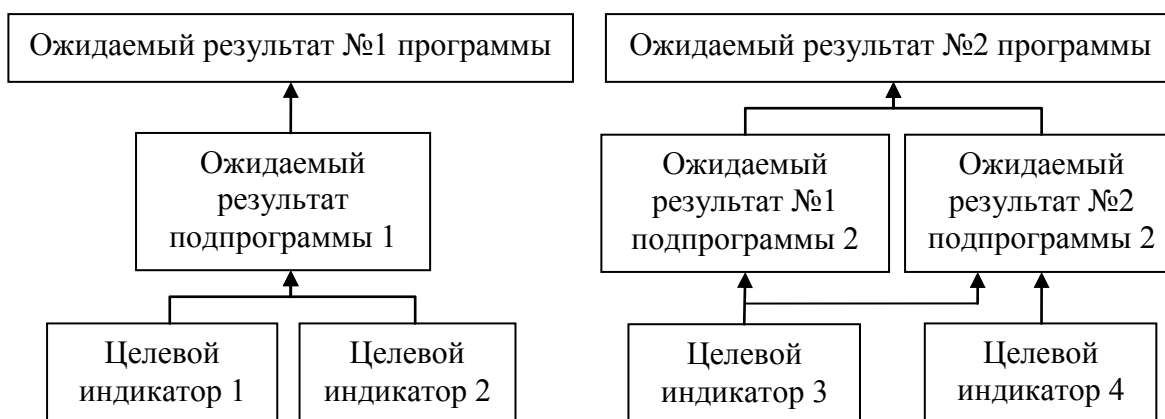 Ожидаемый результат №1 программы
Ожидаемый результат №2 программы
Ожидаемый
результат
подпрограммы 1
Ожидаемый
результат №1
подпрограммы 2
Ожидаемый
результат №2
подпрограммы 2
Целевой
индикатор 1
Целевой
индикатор 2
Целевой
индикатор 3
Целевой
индикатор 4